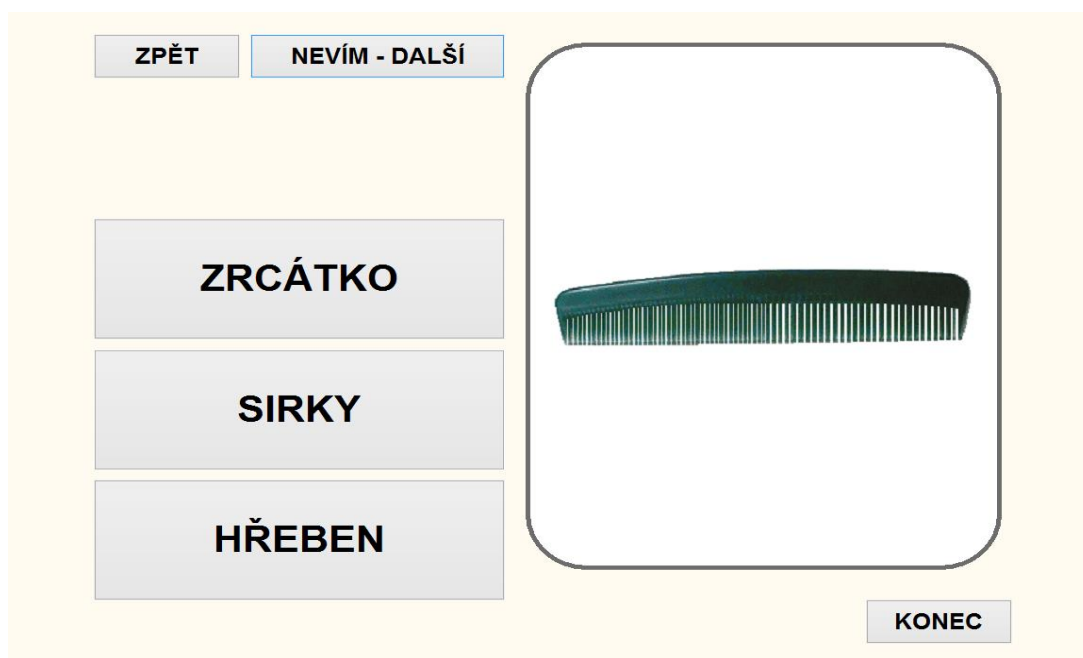 ZPĚT
NEVÍM - DALŠÍ
ZRCÁTKO
SIRKY
HŘEBEN
KONEC